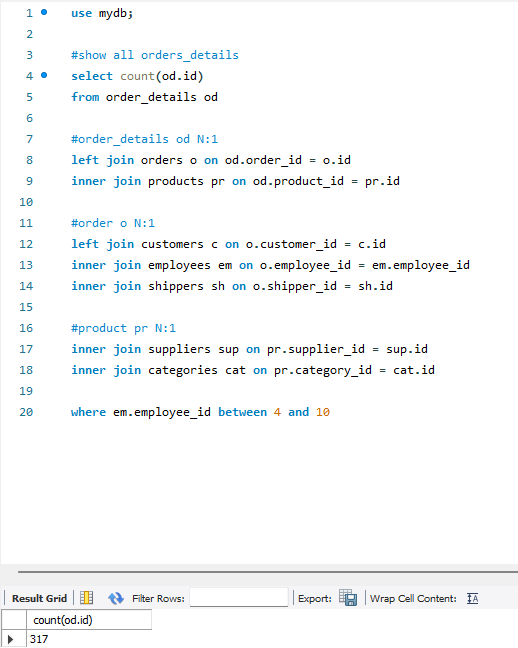 1 use mydb;
2
3 #show all orders_details
4 select count(od.id)
5 from order_details od
6
7 #order_details od N:1
8 left join orders o on od.order_id = o.id
9 inner join products pr on od.product_id = pr.id
10
11 #order o N:1
12 left join customers c on o.customer_id = c.id
13 inner join employees em on o.employee_id = em.employee_id
14 inner join shippers sh on o.shipper_id = sh.id
15
16 #product pr N:1
17 inner join suppliers sup on pr.supplier_id = sup.id
18 inner join categories cat on pr.category_id = cat.id
19
20 where em.employee_id between 4 and 10
Result Grid Filter Rows: Export: Wrap Cell Content: IA
count(od.id)
317